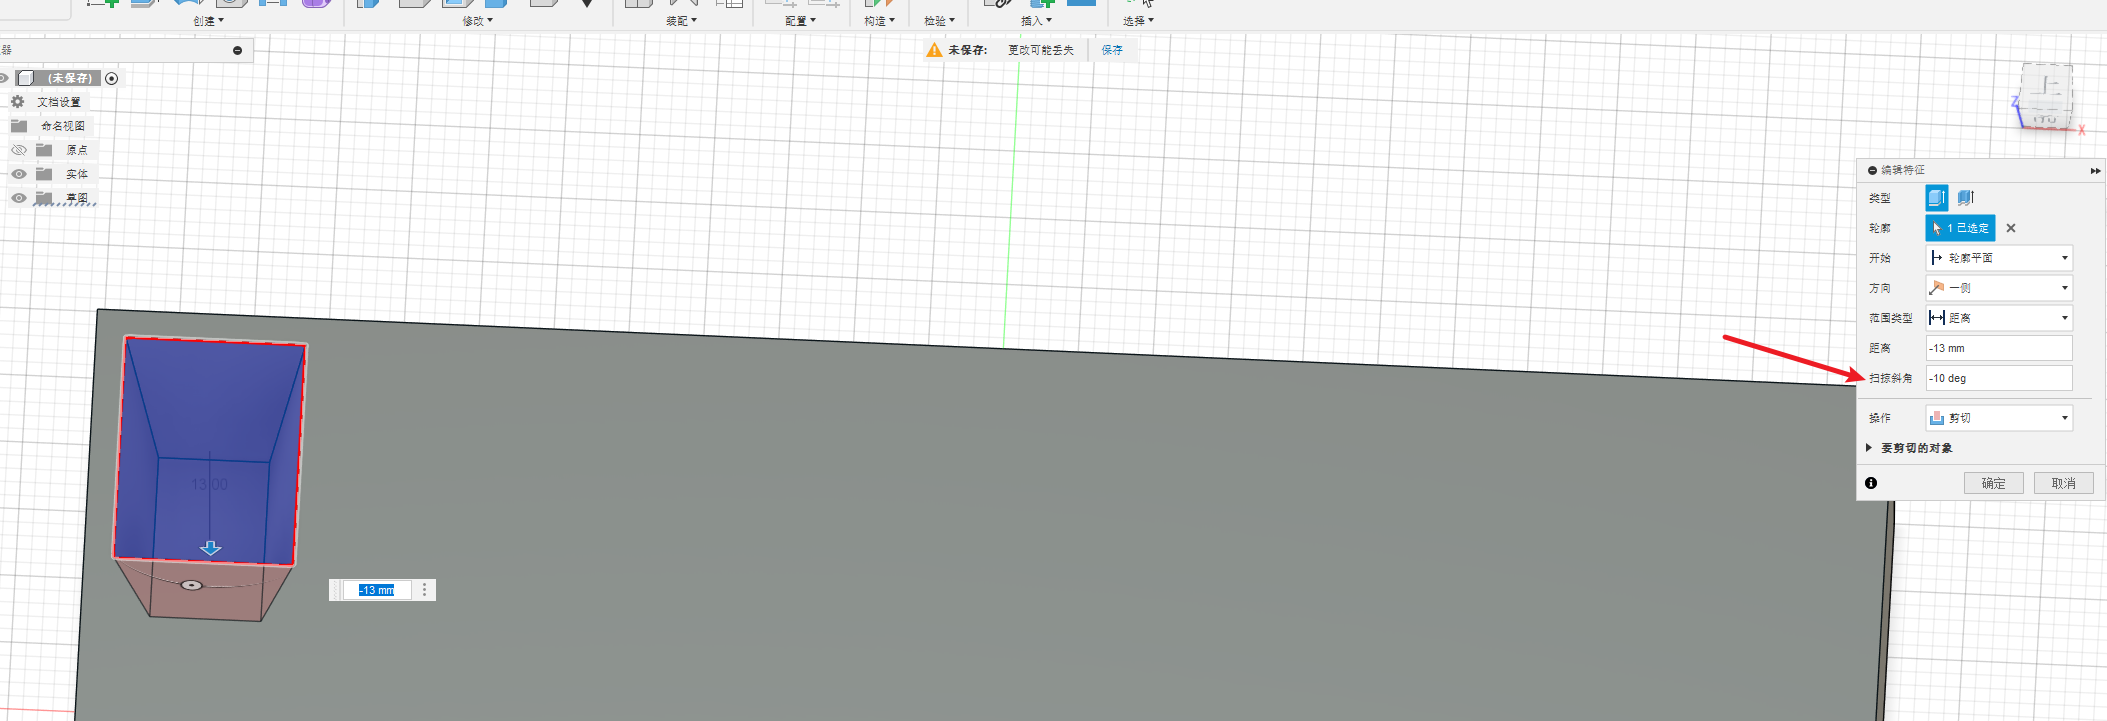 创建▼ 修改▼ 装配▼ 配置▼ 构造▼ 检验▼ 插入▼ 选择▼
器
未保存: 更改可能丢失 保存
(未保存)
文档设置
命名视图
原点
实体
草图
上
Z
X
编辑特征
类型
轮廓 1 已选定
开始 轮廓平面
方向 一侧
范围类型 距离
距离 -13 mm
扫掠斜角 -10 deg
操作 剪切
要剪切的对象
确定 取消
13.00
-13 mm